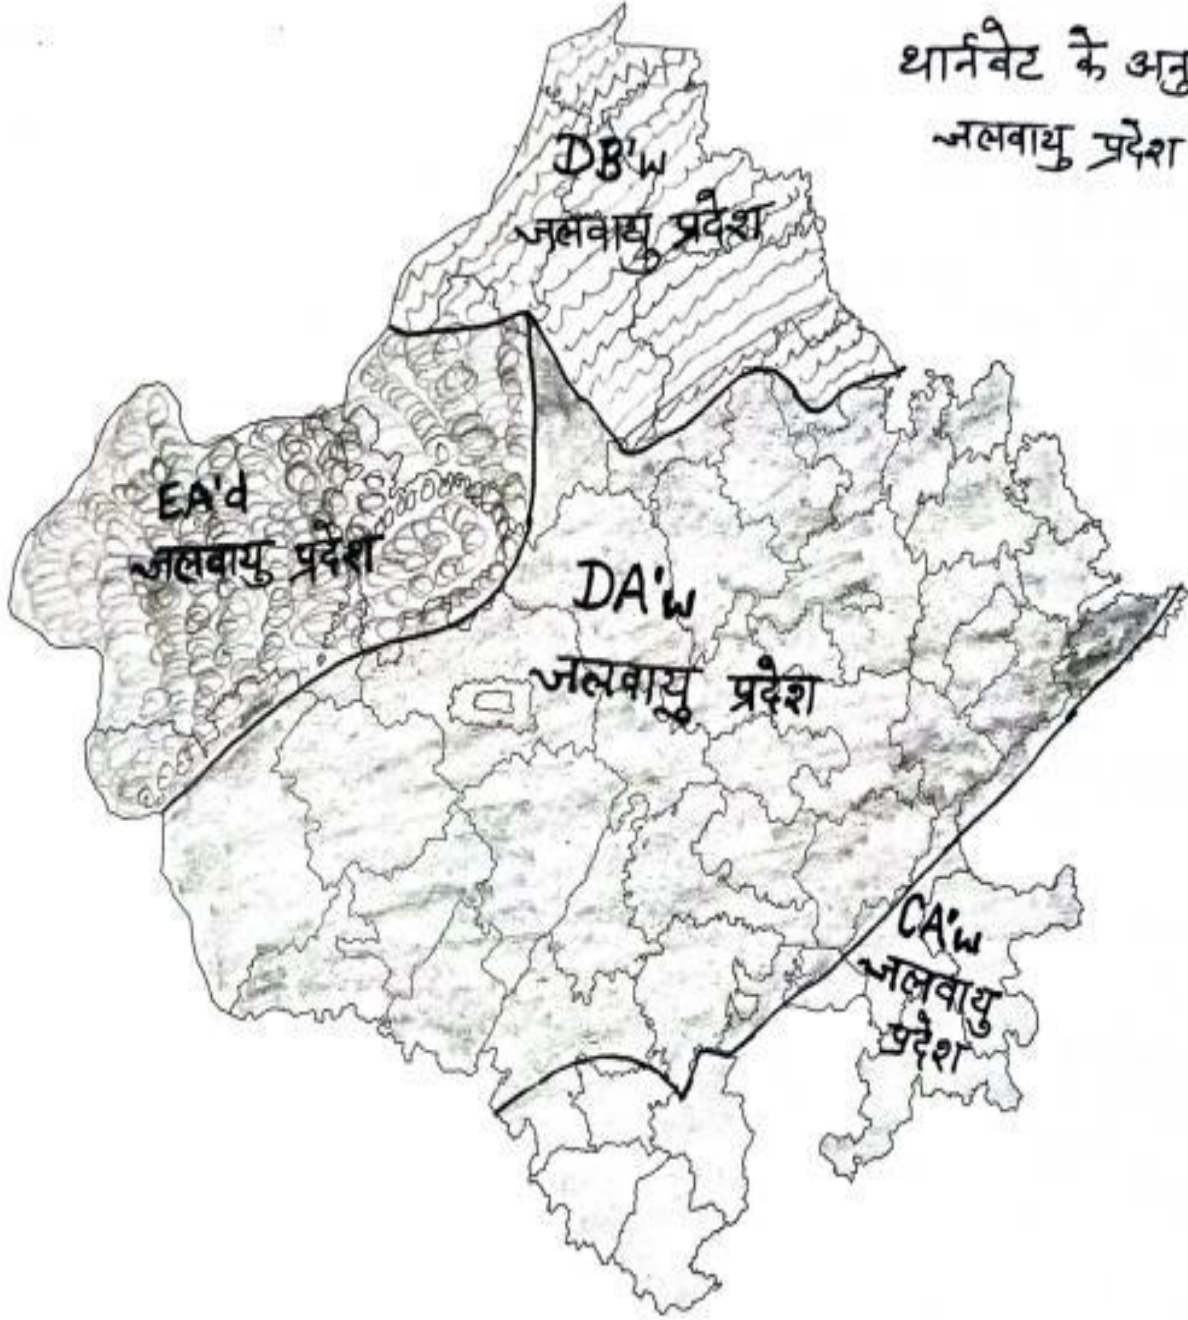 थार्नवेट के अनु
जलवायु प्रदेश
DB'w
जलवायु प्रदेश
EA'd
जलवायु प्रदेश
DA'w
जलवायु प्रदेश
CA'w
जलवायु
प्रदेश